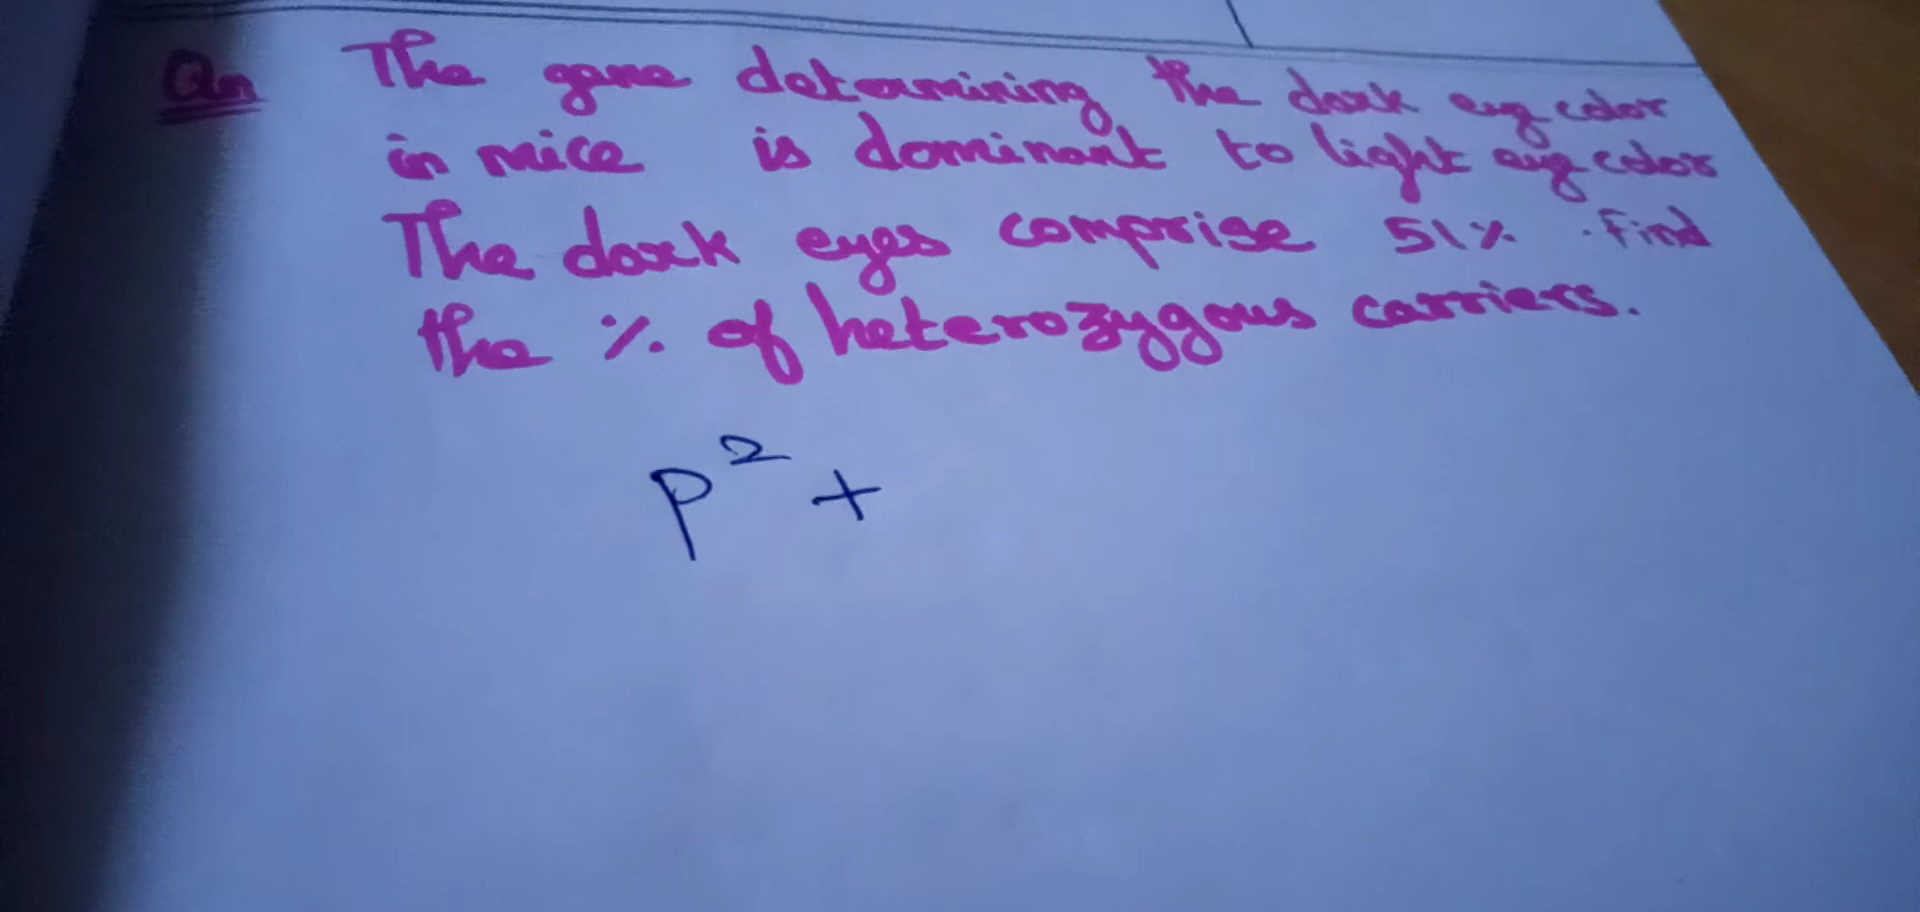 Qn The gene determining the dark eye color
in mice is dominant to light eye color
The dark eyes comprise 51% . Find
the % of heterozygous carriers.
p² +